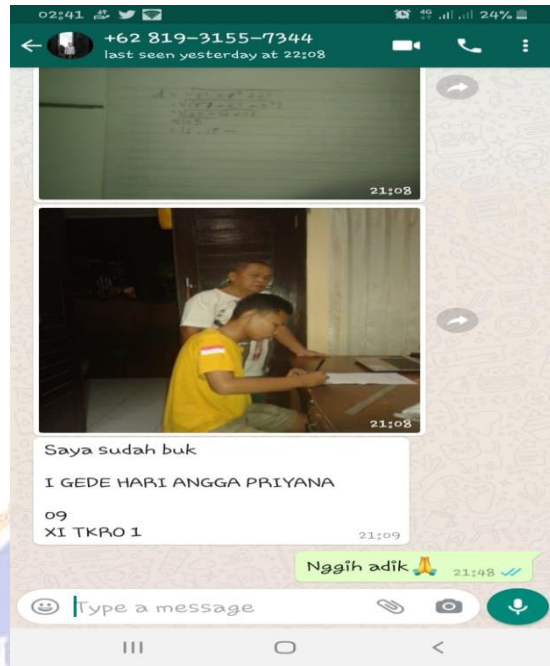 02:41
24%
+62 819-3155-7344
last seen yesterday at 22:08
21:08
21:08
Saya sudah buk
I GEDE HARI ANGGA PRIYANA
09
XI TKRO 1
21:09
Nggih adik 🙏 21:48
Type a message